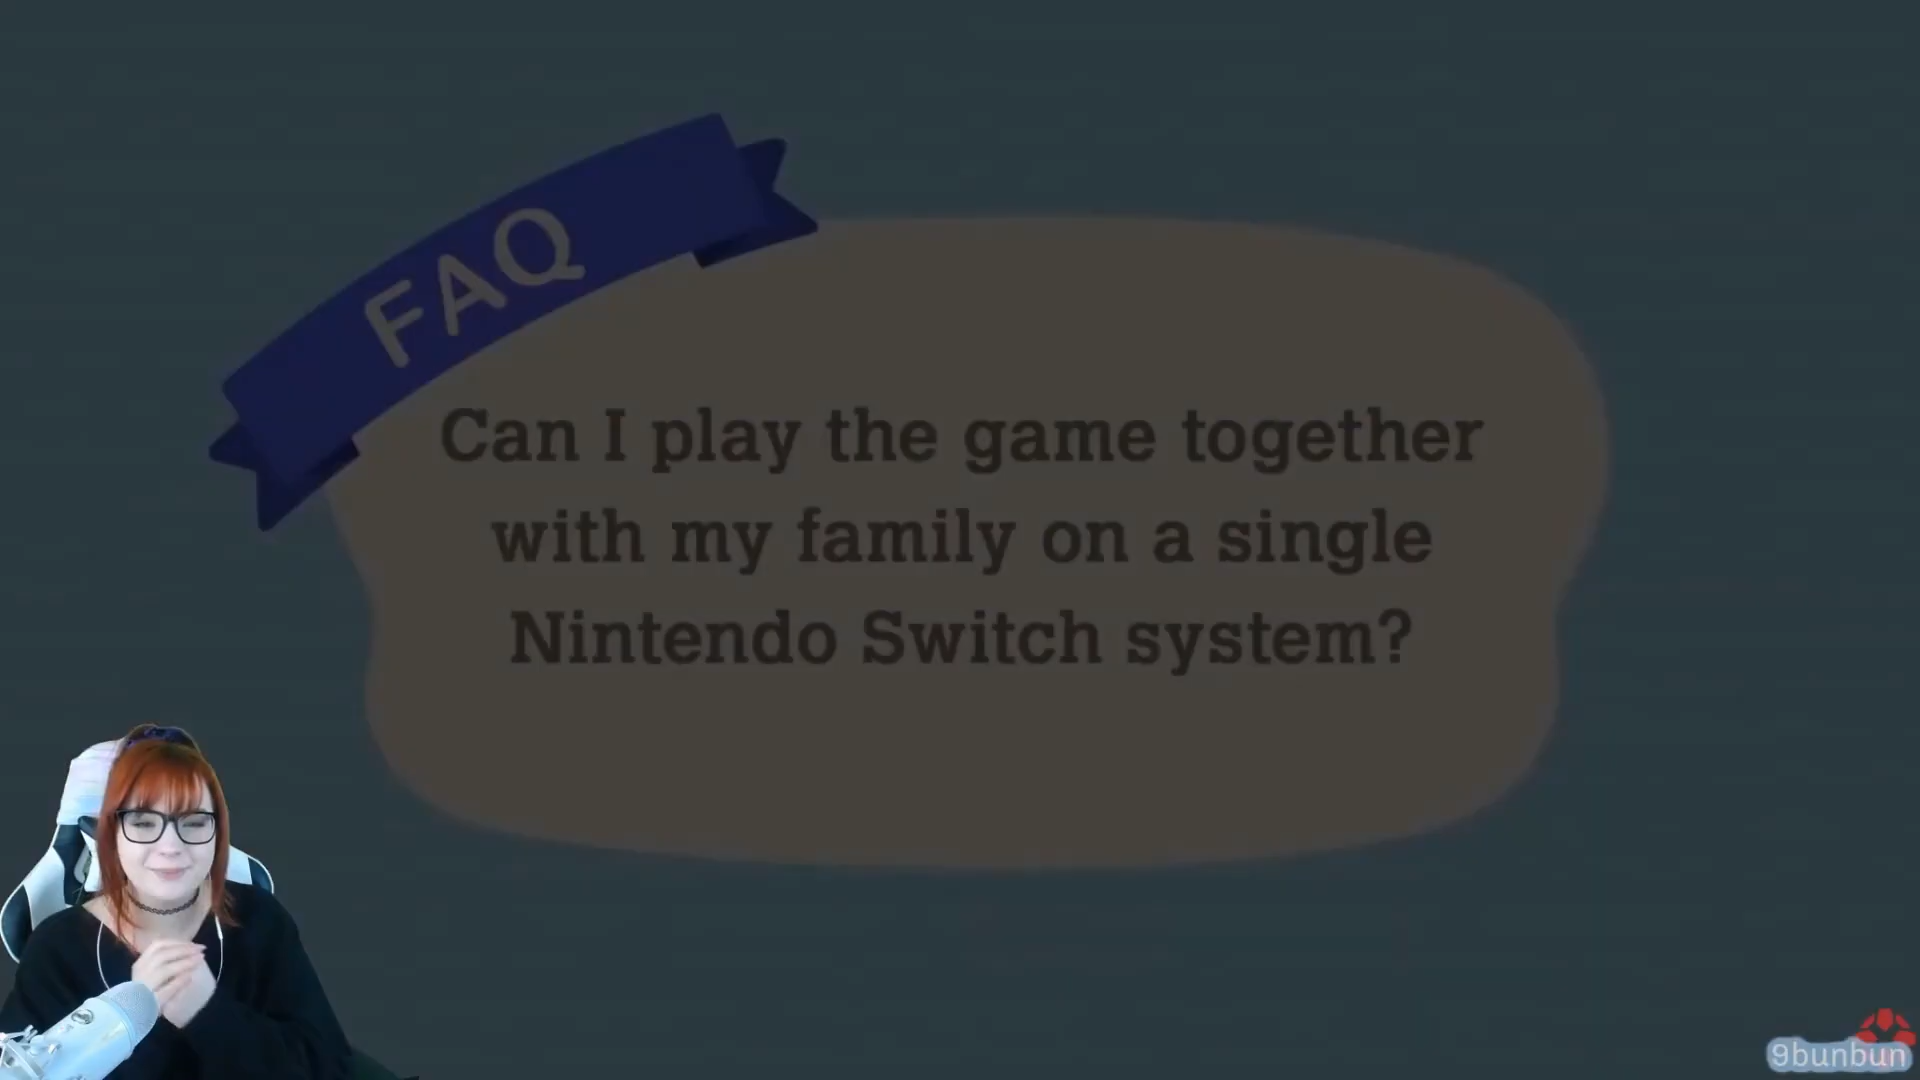 FAQ
Can I play the game together
with my family on a single
Nintendo Switch system?
9bunbun